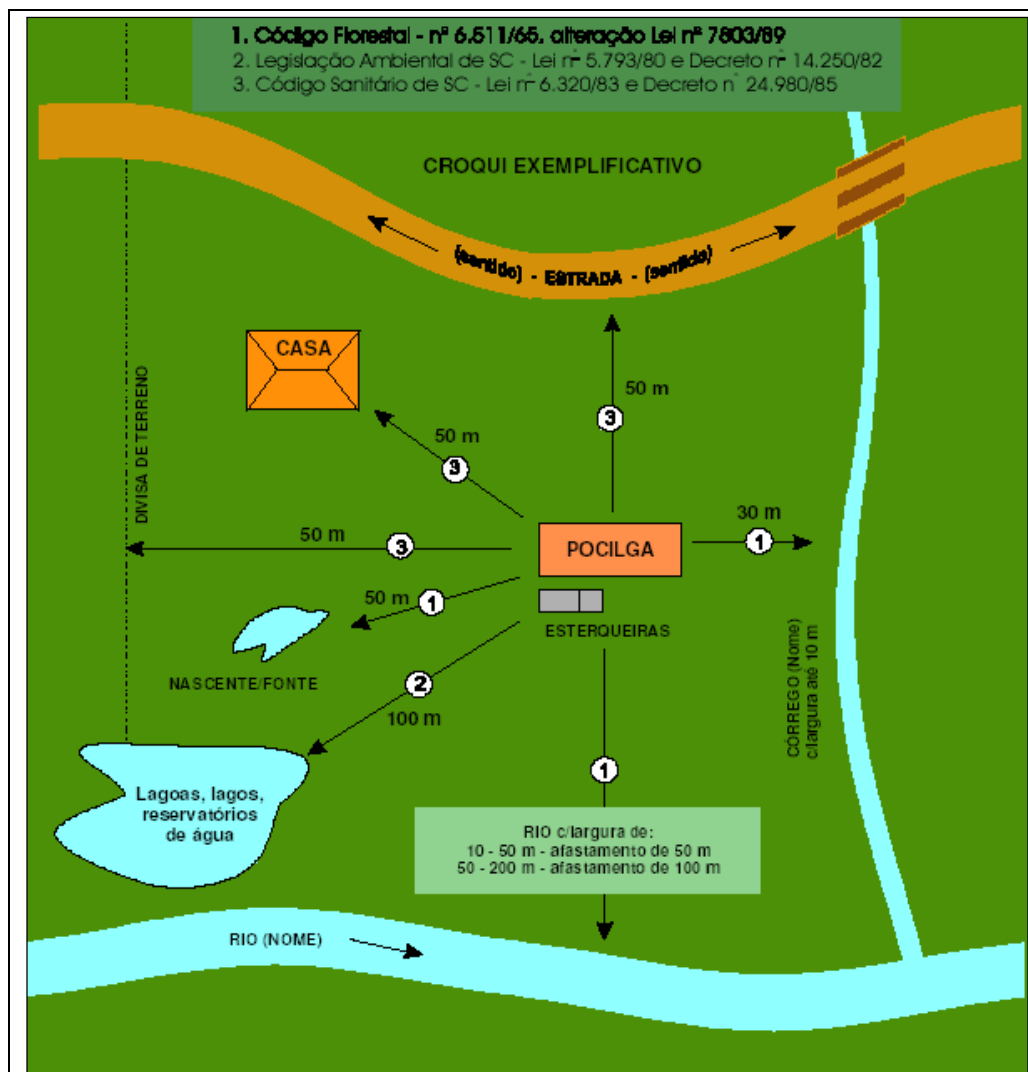 1. Código Florestal - nº 6.511/65. alteração Lei nº 7803/89
2. Legislação Ambiental de SC - Lei nº 5.793/80 e Decreto nº 14.250/82
3. Código Sanitário de SC - Lei nº 6.320/83 e Decreto nº 24.980/85
CROQUI EXEMPLIFICATIVO
(sentido) - ESTRADA - (sentido)
CASA
DIVISA DE TERRENO
50 m
3
50 m
3
50 m
3
POCILGA
30 m
1
50 m
1
ESTERQUEIRAS
NASCENTE/FONTE
2
100 m
CÓRREGO (Nome)
c/largura até 10 m
1
Lagoas, lagos,
reservatórios
de água
RIO c/largura de:
10 - 50 m - afastamento de 50 m
50 - 200 m - afastamento de 100 m
RIO (NOME)